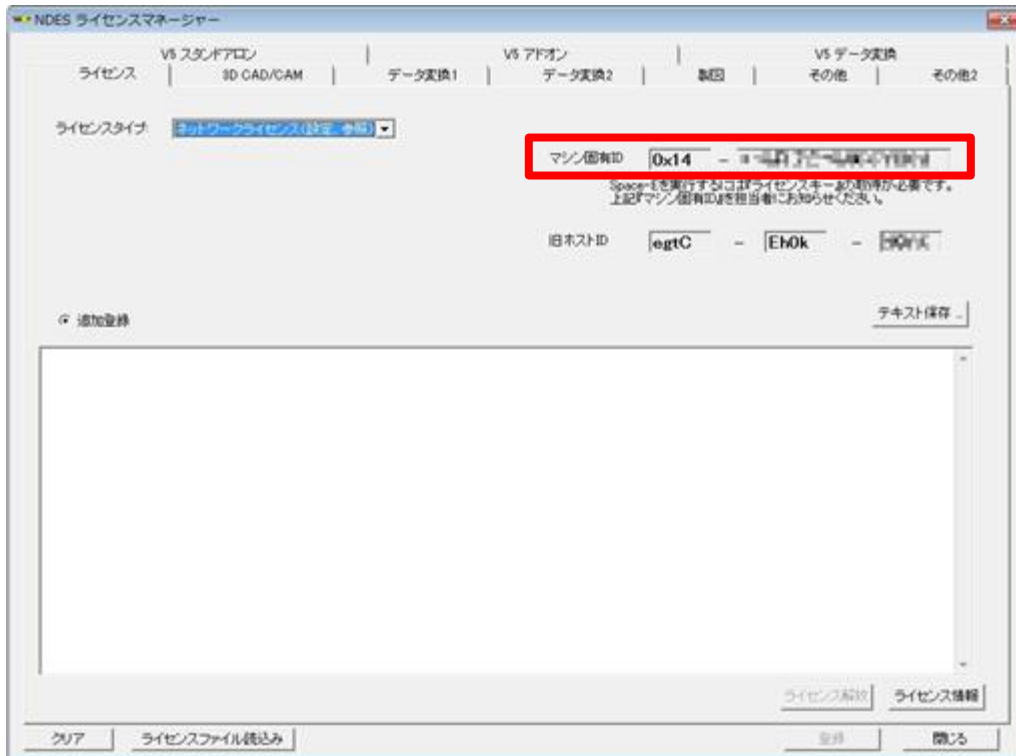 NDES ライセンスマネージャー
V5 スタンドアロン V5 アドオン V5 データ変換
ライセンス 3D CAD/CAM データ変換1 データ変換2 製図 その他 その他2
ライセンスタイプ: ネットワークライセンス(設定、参照)
マシン固有ID 0x14 -
Space-Eを実行するにはライセンスキーの取得が必要です。
上記『マシン固有ID』を担当者にお知らせください。
旧ホストID egtC - Eh0k -
追加登録
テキスト保存 ..
ライセンス解放 ライセンス情報
クリア ライセンスファイル読込み 登録 閉じる